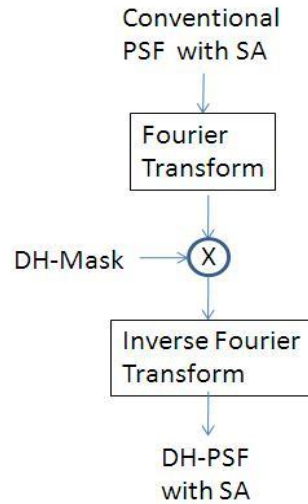 Conventional
PSF with SA
Fourier
Transform
DH-Mask
X
Inverse Fourier
Transform
DH-PSF
with SA